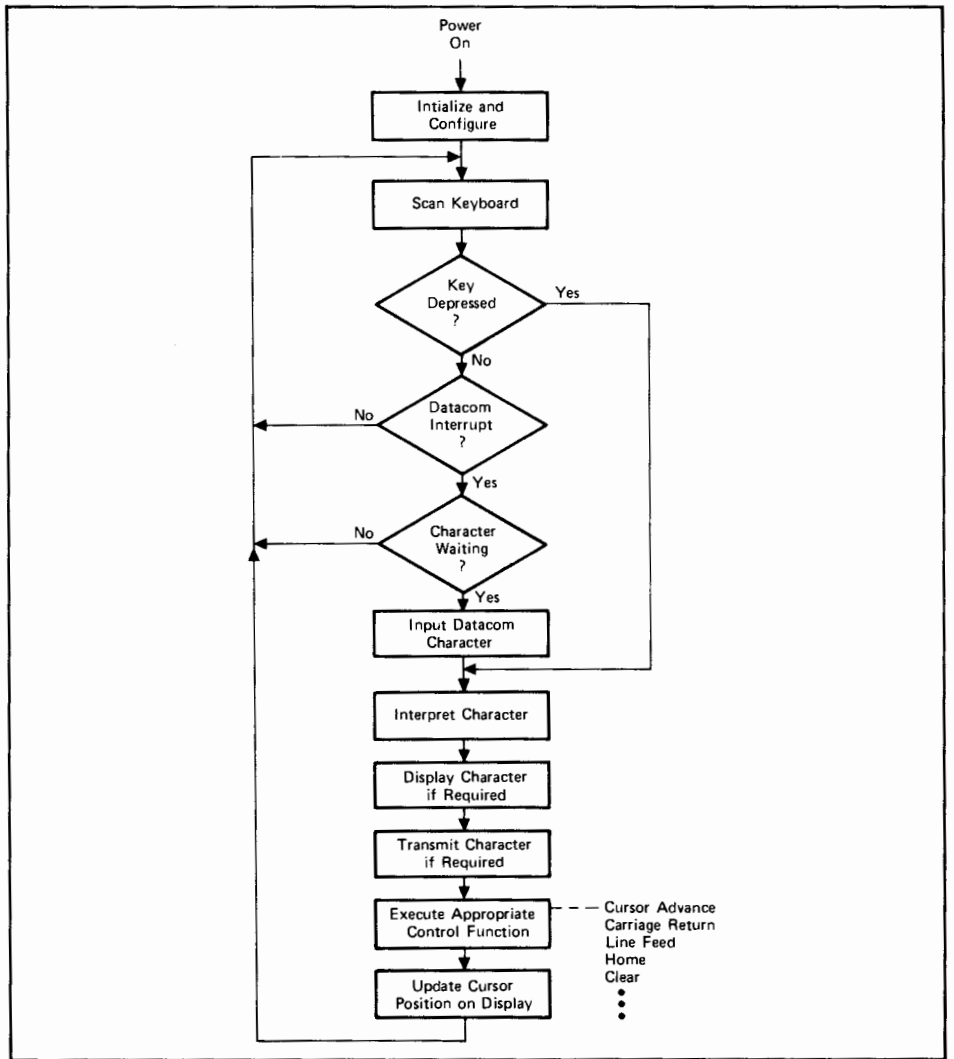 Power
On
Intialize and
Configure
Scan Keyboard
Key
Depressed
?
Yes
No
Datacom
Interrupt
?
No
Yes
Character
Waiting
?
No
Yes
Input Datacom
Character
Interpret Character
Display Character
if Required
Transmit Character
if Required
Execute Appropriate
Control Function
Cursor Advance
Carriage Return
Line Feed
Home
Clear
Update Cursor
Position on Display